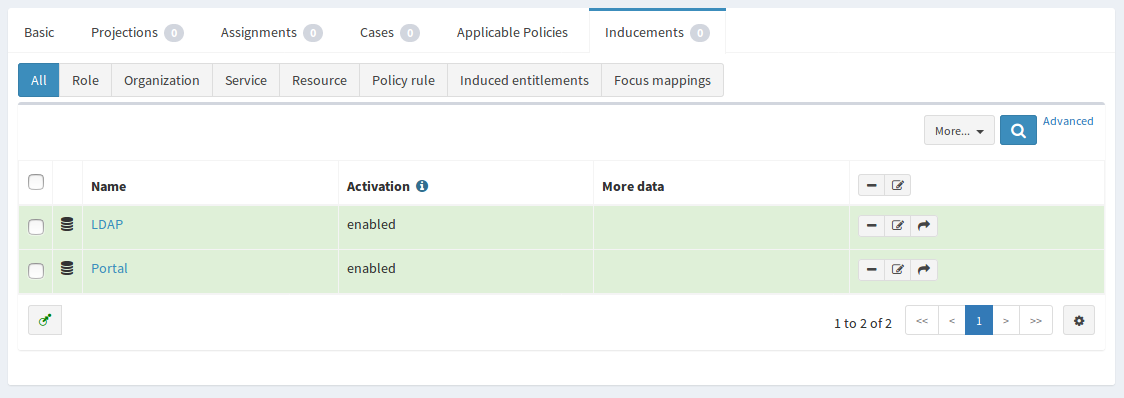 Basic Projections 0 Assignments 0 Cases 0 Applicable Policies Inducements 0
All Role Organization Service Resource Policy rule Induced entitlements Focus mappings
More... Advanced
Name Activation More data
LDAP enabled
Portal enabled
1 to 2 of 2 << < 1 > >>